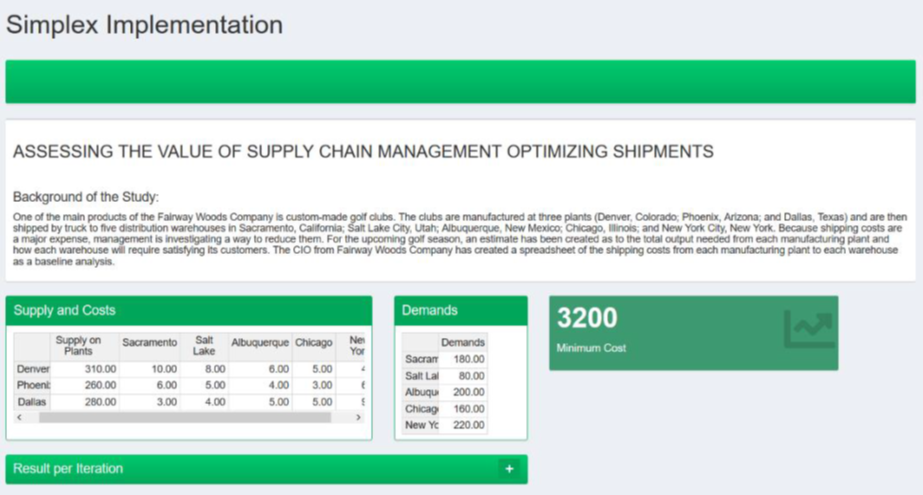 Simplex Implementation
ASSESSING THE VALUE OF SUPPLY CHAIN MANAGEMENT OPTIMIZING SHIPMENTS
Background of the Study:
One of the main products of the Fairway Woods Company is custom-made golf clubs. The clubs are manufactured at three plants (Denver, Colorado; Phoenix, Arizona; and Dallas, Texas) and are then
shipped by truck to five distribution warehouses in Sacramento, California; Salt Lake City, Utah; Albuquerque, New Mexico; Chicago, Illinois; and New York City, New York. Because shipping costs are
a major expense, management is investigating a way to reduce them. For the upcoming golf season, an estimate has been created as to the total output needed from each manufacturing plant and
how each warehouse will require satisfying its customers. The CIO from Fairway Woods Company has created a spreadsheet of the shipping costs from each manufacturing plant to each warehouse
as a baseline analysis.
Supply and Costs
Supply on Plants Sacramento Salt Lake Albuquerque Chicago Nev Yor
Denver 310.00 10.00 8.00 6.00 5.00
Phoeni 260.00 6.00 5.00 4.00 3.00
Dallas 280.00 3.00 4.00 5.00 5.00
Demands
Demands
Sacram 180.00
Salt Lal 80.00
Albuqu 200.00
Chicag 160.00
New Yc 220.00
3200
Minimum Cost
Result per Iteration +